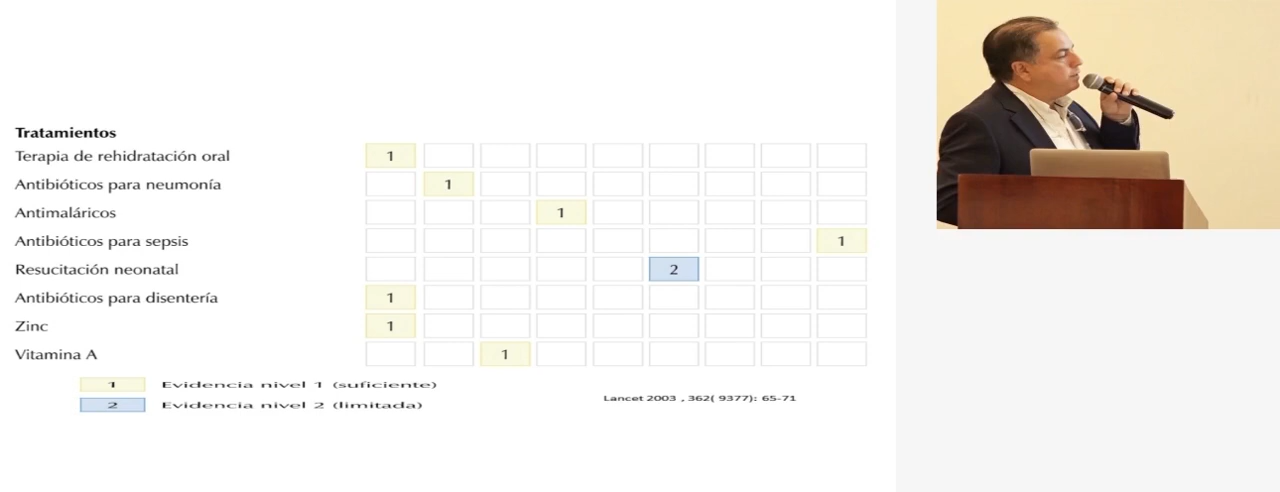 Tratamientos
Terapia de rehidratación oral 1
Antibióticos para neumonía 1
Antimaláricos 1
Antibióticos para sepsis 1
Resucitación neonatal 2
Antibióticos para disentería 1
Zinc 1
Vitamina A 1
1 Evidencia nivel 1 (suficiente)
2 Evidencia nivel 2 (limitada)
Lancet 2003 , 362( 9377): 65-71